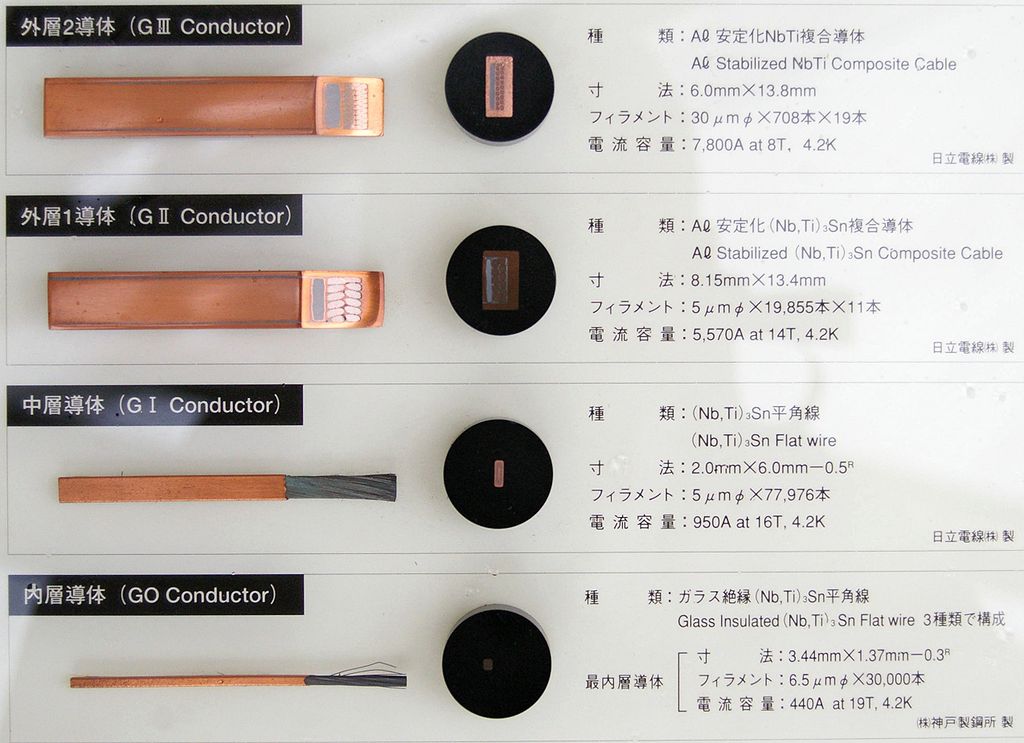 外層2導体（GⅢ Conductor）
種　類：Aℓ 安定化NbTi複合導体
Aℓ Stabilized NbTi Composite Cable
寸　法：6.0mm×13.8mm
フィラメント：30μmφ×708本×19本
電流容量：7,800A at 8T, 4.2K
日立電線㈱ 製
外層1導体（GⅡ Conductor）
種　類：Aℓ 安定化（Nb,Ti）₃Sn複合導体
Aℓ Stabilized（Nb,Ti）₃Sn Composite Cable
寸　法：8.15mm×13.4mm
フィラメント：5μmφ×19,855本×11本
電流容量：5,570A at 14T, 4.2K
日立電線㈱ 製
中層導体（GⅠ Conductor）
種　類：（Nb,Ti）₃Sn平角線
（Nb,Ti）₃Sn Flat wire
寸　法：2.0mm×6.0mm－0.5ᴿ
フィラメント：5μmφ×77,976本
電流容量：950A at 16T, 4.2K
日立電線㈱ 製
内層導体（GO Conductor）
種　類：ガラス絶縁（Nb,Ti）₃Sn平角線
Glass Insulated（Nb,Ti）₃Sn Flat wire 3種類で構成
最内層導体
寸　法：3.44mm×1.37mm－0.3ᴿ
フィラメント：6.5μmφ×30,000本
電流容量：440A at 19T, 4.2K
㈱神戸製鋼所 製